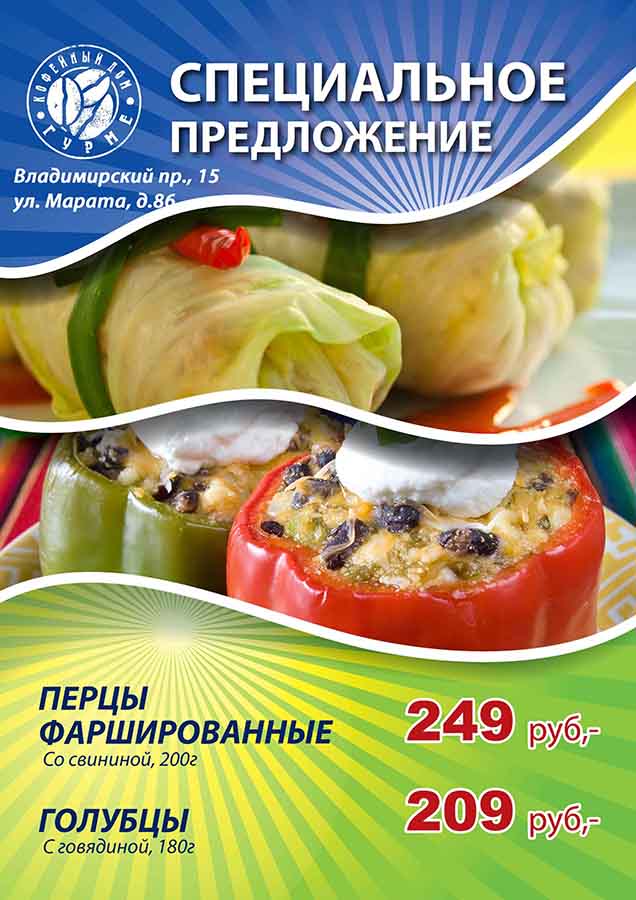 КОФЕЙНЫЙ ДОМ
ГУРМЕ
СПЕЦИАЛЬНОЕ
ПРЕДЛОЖЕНИЕ
Владимирский пр., 15
ул. Марата, д.86
ПЕРЦЫ
ФАРШИРОВАННЫЕ
249 руб,-
Со свининой, 200г
ГОЛУБЦЫ
209 руб,-
С говядиной, 180г